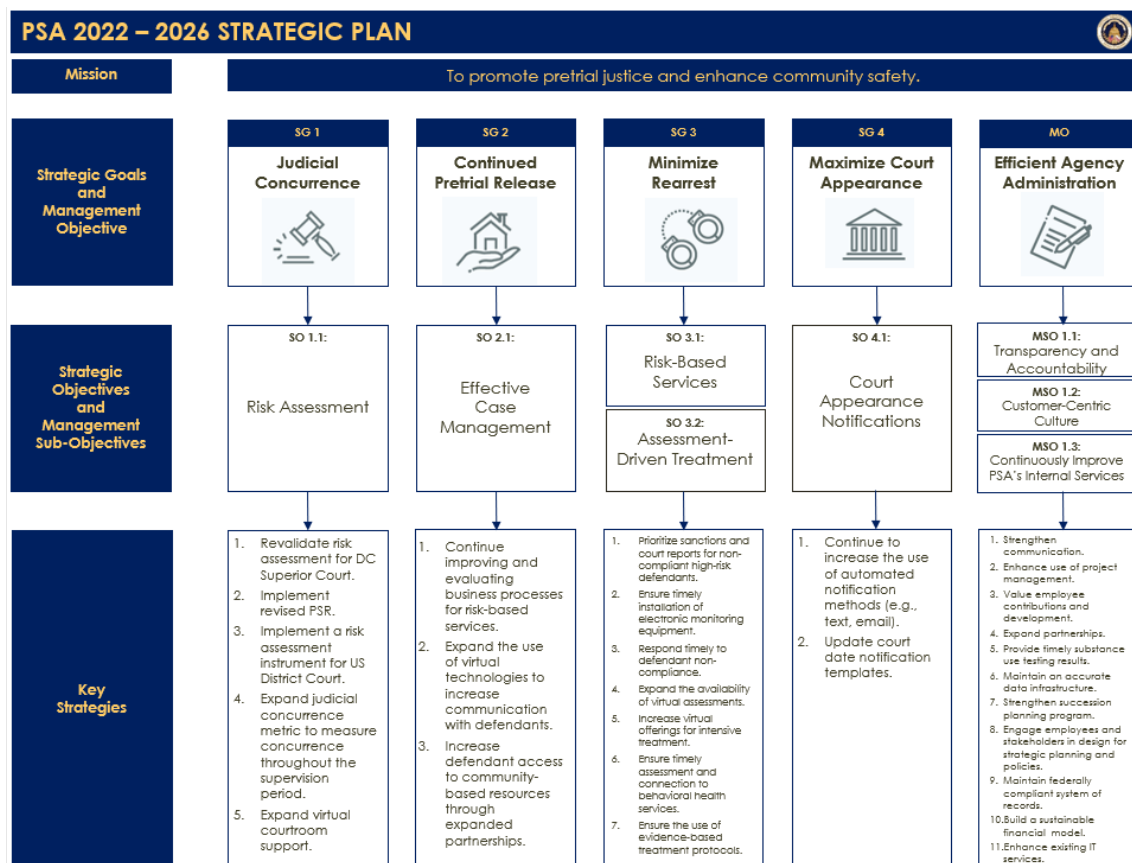 PSA 2022 – 2026 STRATEGIC PLAN
Mission
To promote pretrial justice and enhance community safety.
Strategic Goals
and
Management
Objective
SG 1
Judicial
Concurrence
SG 2
Continued
Pretrial Release
SG 3
Minimize
Rearrest
SG 4
Maximize Court
Appearance
MO
Efficient Agency
Administration
Strategic
Objectives
and
Management
Sub-Objectives
SO 1.1:
Risk Assessment
SO 2.1:
Effective
Case
Management
SO 3.1:
Risk-Based
Services
SO 3.2:
Assessment-
Driven Treatment
SO 4.1:
Court
Appearance
Notifications
MSO 1.1:
Transparency and
Accountability
MSO 1.2:
Customer-Centric
Culture
MSO 1.3:
Continuously Improve
PSA's Internal Services
Key
Strategies
1. Revalidate risk
assessment for DC
Superior Court.
2. Implement
revised PSR.
3. Implement a risk
assessment
instrument for US
District Court.
4. Expand judicial
concurrence
metric to measure
concurrence
throughout the
supervision
period.
5. Expand virtual
courtroom
support.
1. Continue
improving and
evaluating
business processes
for risk-based
services.
2. Expand the use
of virtual
technologies to
increase
communication
with defendants.
3. Increase
defendant access
to community-
based resources
through
expanded
partnerships.
1. Prioritize sanctions and
court reports for non-
compliant high-risk
defendants.
2. Ensure timely
installation of
electronic monitoring
equipment.
3. Respond timely to
defendant non-
compliance.
4. Expand the availability
of virtual assessments.
5. Increase virtual
offerings for intensive
treatment.
6. Ensure timely
assessment and
connection to
behavioral health
services.
7. Ensure the use of
evidence-based
treatment protocols.
1. Continue to
increase the use
of automated
notification
methods (e.g.,
text, email).
2. Update court
date notification
templates.
1. Strengthen
communication.
2. Enhance use of project
management.
3. Value employee
contributions and
development.
4. Expand partnerships.
5. Provide timely substance
use testing results.
6. Maintain an accurate
data infrastructure.
7. Strengthen succession
planning program.
8. Engage employees and
stakeholders in design for
strategic planning and
policies.
9. Maintain federally
compliant system of
records.
10.Build a sustainable
financial model.
11.Enhance existing IT
services.